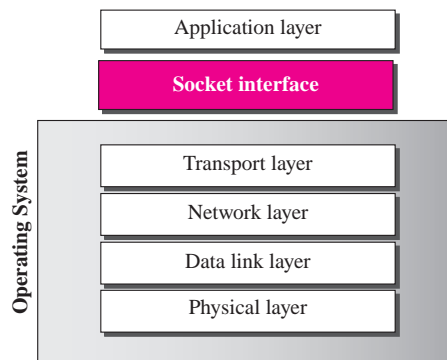 Application layer
Socket interface
Operating System
Transport layer
Network layer
Data link layer
Physical layer